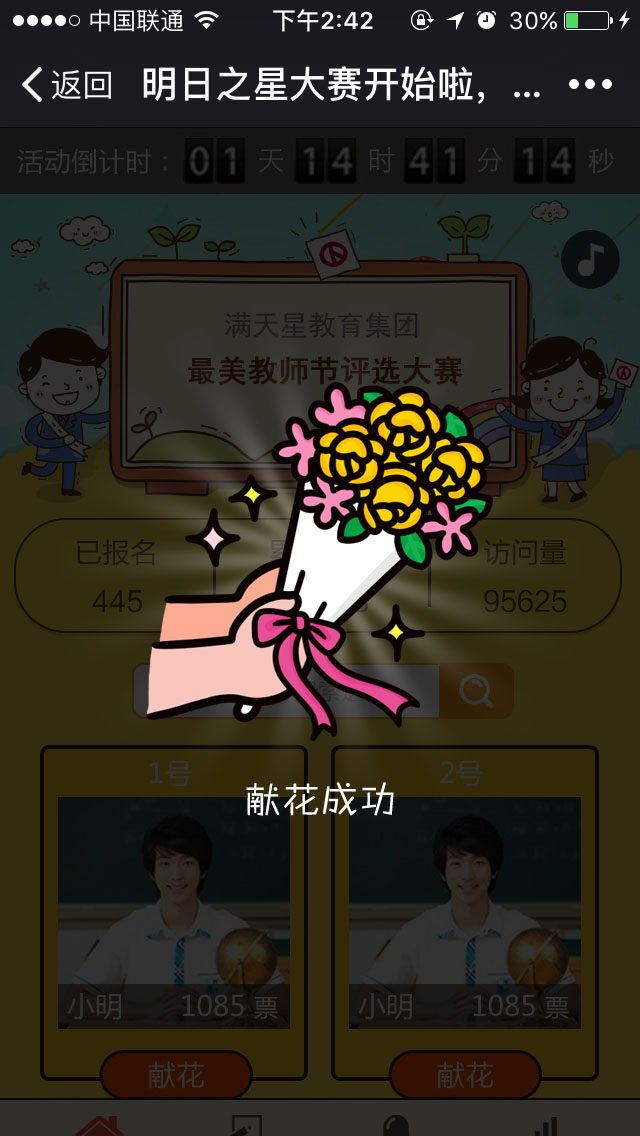 中国联通 下午2:42 30%
返回 明日之星大赛开始啦，...
活动倒计时： 01 天 14 时 41 分 14 秒
满天星教育集团
最美教师节评选大赛
已报名 访问量
445 95625
献花成功
1号 2号
小明 1085 票 小明 1085 票
献花 献花